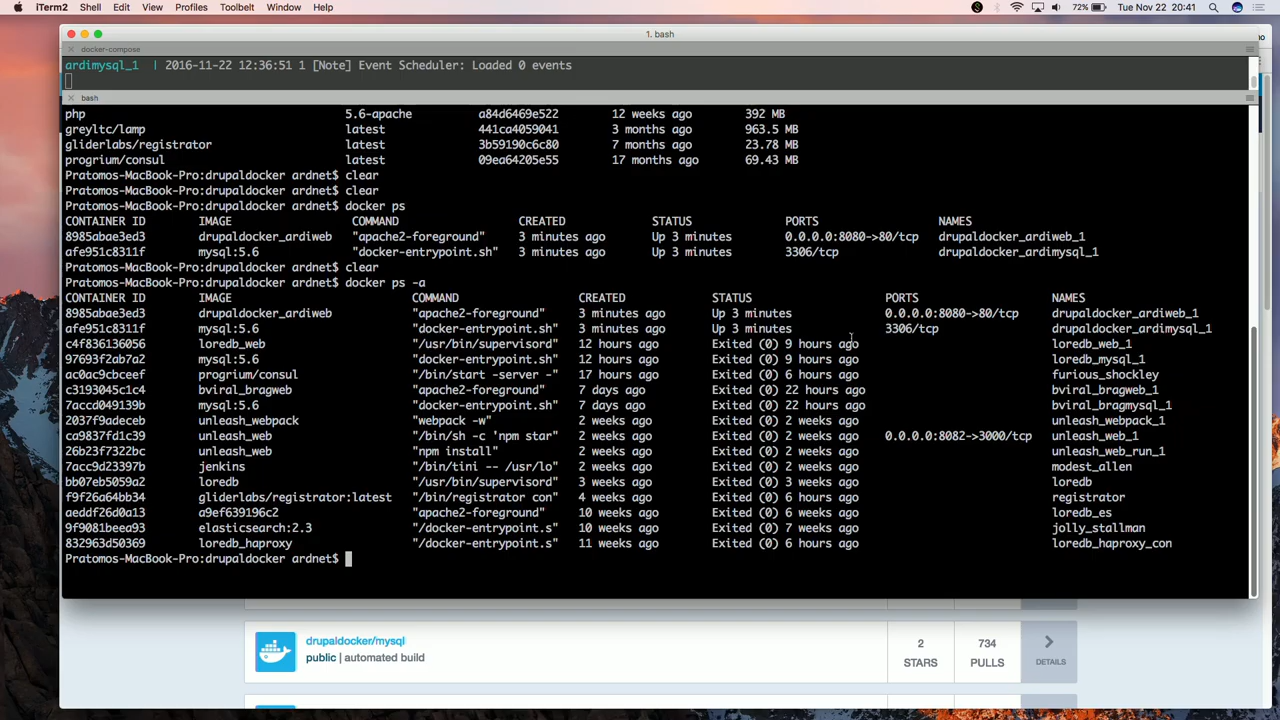 iTerm2 Shell Edit View Profiles Toolbelt Window Help 72% Tue Nov 22 20:41
1. bash
docker-compose
ardimysql_1 | 2016-11-22 12:36:51 1 [Note] Event Scheduler: Loaded 0 events
bash
php 5.6-apache a84d6469e522 12 weeks ago 392 MB
greyltc/lamp latest 441ca4059041 3 months ago 963.5 MB
gliderlabs/registrator latest 3b59190c6c80 7 months ago 23.78 MB
progrium/consul latest 09ea64205e55 17 months ago 69.43 MB
Pratomos-MacBook-Pro:drupaldocker ardnet$ clear
Pratomos-MacBook-Pro:drupaldocker ardnet$ clear
Pratomos-MacBook-Pro:drupaldocker ardnet$ docker ps
CONTAINER ID IMAGE COMMAND CREATED STATUS PORTS NAMES
8985abae3ed3 drupaldocker_ardiweb "apache2-foreground" 3 minutes ago Up 3 minutes 0.0.0.0:8080->80/tcp drupaldocker_ardiweb_1
afe951c8311f mysql:5.6 "docker-entrypoint.sh" 3 minutes ago Up 3 minutes 3306/tcp drupaldocker_ardimysql_1
Pratomos-MacBook-Pro:drupaldocker ardnet$ clear
Pratomos-MacBook-Pro:drupaldocker ardnet$ docker ps -a
CONTAINER ID IMAGE COMMAND CREATED STATUS PORTS NAMES
8985abae3ed3 drupaldocker_ardiweb "apache2-foreground" 3 minutes ago Up 3 minutes 0.0.0.0:8080->80/tcp drupaldocker_ardiweb_1
afe951c8311f mysql:5.6 "docker-entrypoint.sh" 3 minutes ago Up 3 minutes 3306/tcp drupaldocker_ardimysql_1
c4f836136056 loredb_web "/usr/bin/supervisord" 12 hours ago Exited (0) 9 hours ago loredb_web_1
97693f2ab7a2 mysql:5.6 "docker-entrypoint.sh" 12 hours ago Exited (0) 9 hours ago loredb_mysql_1
ac0ac9cbceef progrium/consul "/bin/start -server -" 17 hours ago Exited (0) 6 hours ago furious_shockley
c3193045c1c4 bviral_bragweb "apache2-foreground" 7 days ago Exited (0) 22 hours ago bviral_bragweb_1
7accd049139b mysql:5.6 "docker-entrypoint.sh" 7 days ago Exited (0) 22 hours ago bviral_bragmysql_1
2037f9adeceb unleash_webpack "webpack -w" 2 weeks ago Exited (0) 2 weeks ago unleash_webpack_1
ca9837fd1c39 unleash_web "/bin/sh -c 'npm star" 2 weeks ago Exited (0) 2 weeks ago 0.0.0.0:8082->3000/tcp unleash_web_1
26b23f7322bc unleash_web "npm install" 2 weeks ago Exited (0) 2 weeks ago unleash_web_run_1
7acc9d23397b jenkins "/bin/tini -- /usr/lo" 2 weeks ago Exited (0) 2 weeks ago modest_allen
bb07eb5059a2 loredb "/usr/bin/supervisord" 3 weeks ago Exited (0) 3 weeks ago loredb
f9f26a64bb34 gliderlabs/registrator:latest "/bin/registrator con" 4 weeks ago Exited (0) 6 hours ago registrator
aeddf26d0a13 a9ef639196c2 "apache2-foreground" 10 weeks ago Exited (0) 6 weeks ago loredb_es
9f9081beea93 elasticsearch:2.3 "/docker-entrypoint.s" 10 weeks ago Exited (0) 7 weeks ago jolly_stallman
832963d50369 loredb_haproxy "/docker-entrypoint.s" 11 weeks ago Exited (0) 6 hours ago loredb_haproxy_con
Pratomos-MacBook-Pro:drupaldocker ardnet$
drupaldocker/mysql
public | automated build
2
STARS
734
PULLS
DETAILS